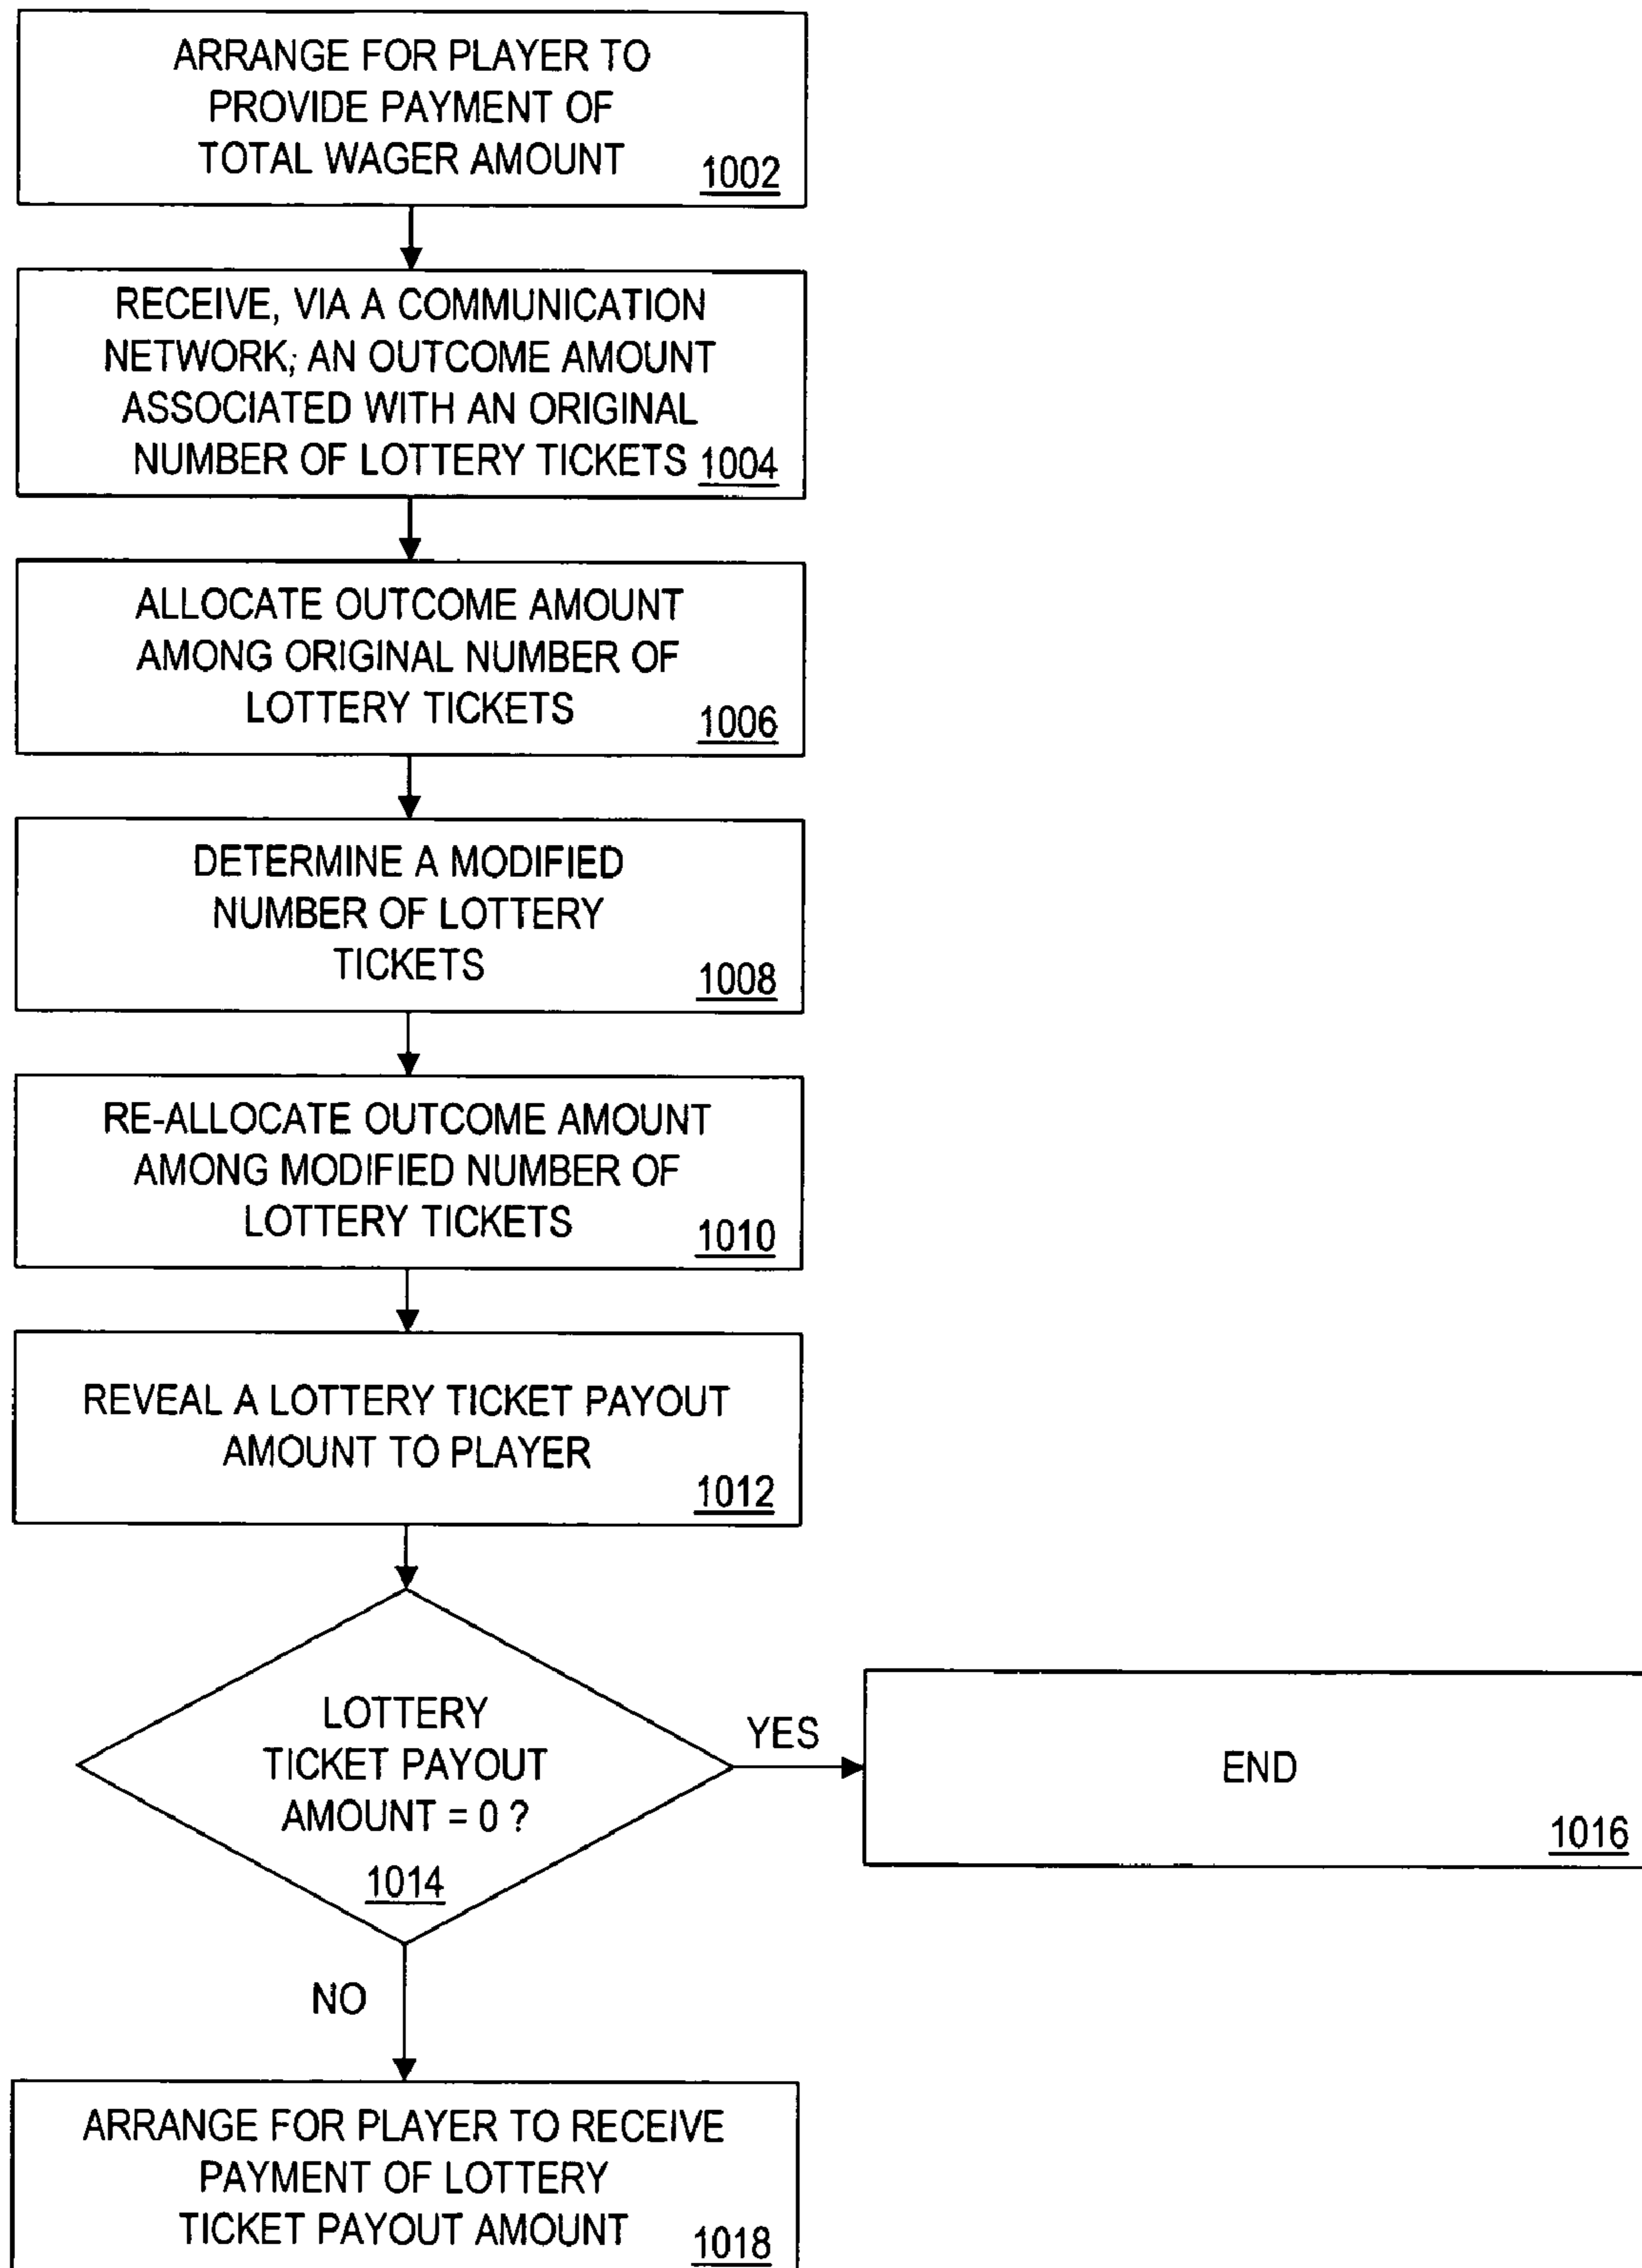 ARRANGE FOR PLAYER TO
PROVIDE PAYMENT OF
TOTAL WAGER AMOUNT
1002
RECEIVE, VIA A COMMUNICATION
NETWORK; AN OUTCOME AMOUNT
ASSOCIATED WITH AN ORIGINAL
NUMBER OF LOTTERY TICKETS 1004
ALLOCATE OUTCOME AMOUNT
AMONG ORIGINAL NUMBER OF
LOTTERY TICKETS
1006
DETERMINE A MODIFIED
NUMBER OF LOTTERY
TICKETS
1008
RE-ALLOCATE OUTCOME AMOUNT
AMONG MODIFIED NUMBER OF
LOTTERY TICKETS
1010
REVEAL A LOTTERY TICKET PAYOUT
AMOUNT TO PLAYER
1012
LOTTERY
TICKET PAYOUT
AMOUNT = 0 ?
1014
YES
END
1016
NO
ARRANGE FOR PLAYER TO RECEIVE
PAYMENT OF LOTTERY
TICKET PAYOUT AMOUNT
1018